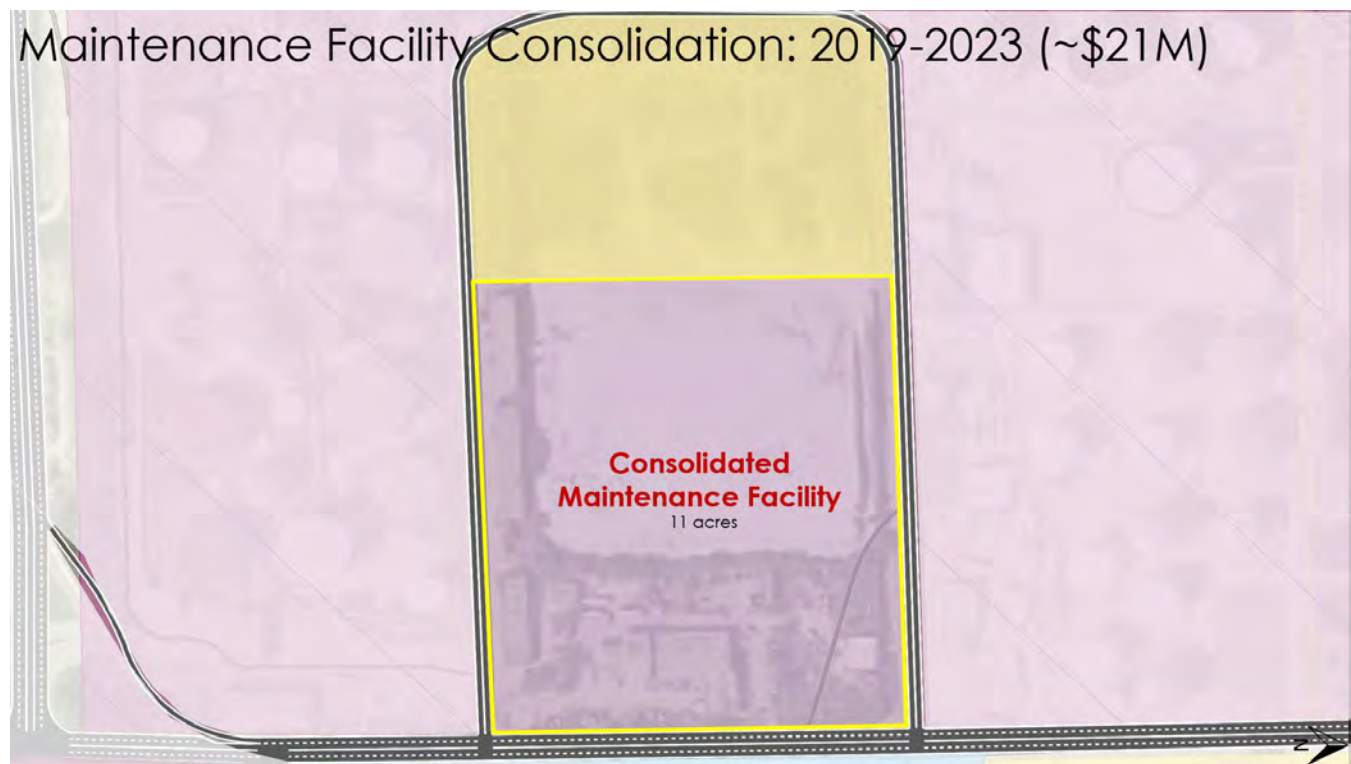 Maintenance Facility Consolidation: 2019-2023 (~$21M)
Consolidated
Maintenance Facility
11 acres
N